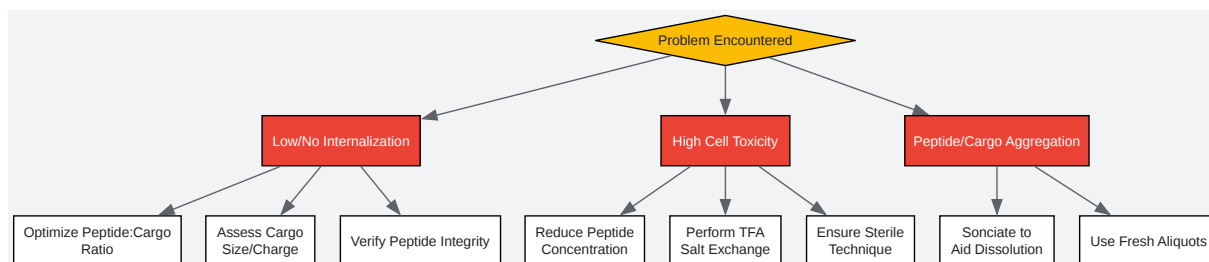 Problem Encountered
Low/No Internalization
High Cell Toxicity
Peptide/Cargo Aggregation
Optimize Peptide:Cargo
Ratio
Assess Cargo
Size/Charge
Verify Peptide Integrity
Reduce Peptide
Concentration
Perform TFA
Salt Exchange
Ensure Sterile
Technique
Sonciate to
Aid Dissolution
Use Fresh Aliquots